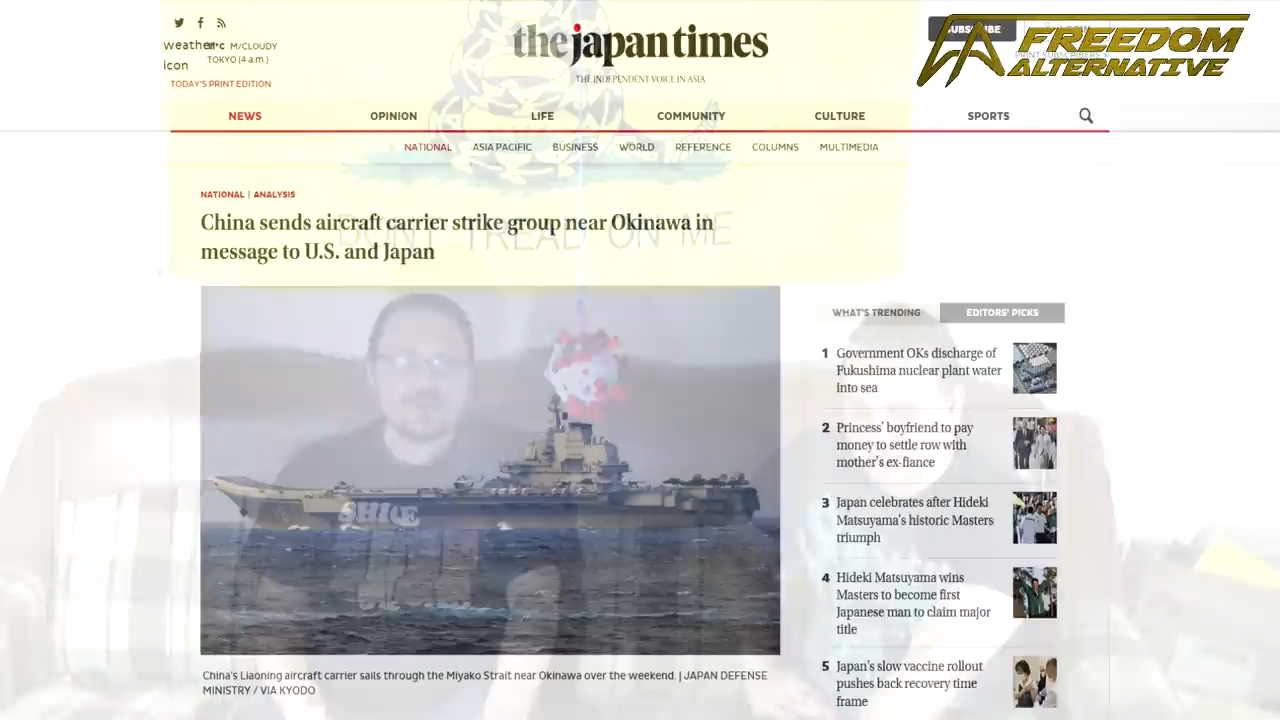 the japan times
THE INDEPENDENT VOICE IN ASIA
weather icon
°C M/CLOUDY
TOKYO (4 a.m.)
TODAY'S PRINT EDITION
SUBSCRIBE
PRINT SUBSCRIBERS
FREEDOM
ALTERNATIVE
NEWS OPINION LIFE COMMUNITY CULTURE SPORTS
NATIONAL ASIA PACIFIC BUSINESS WORLD REFERENCE COLUMNS MULTIMEDIA
NATIONAL | ANALYSIS
China sends aircraft carrier strike group near Okinawa in
message to U.S. and Japan
DON'T TREAD ON ME
WHAT'S TRENDING EDITORS' PICKS
1 Government OKs discharge of
Fukushima nuclear plant water
into sea
2 Princess' boyfriend to pay
money to settle row with
mother's ex-fiance
3 Japan celebrates after Hideki
Matsuyama's historic Masters
triumph
4 Hideki Matsuyama wins
Masters to become first
Japanese man to claim major
title
5 Japan's slow vaccine rollout
pushes back recovery time
frame
China's Liaoning aircraft carrier sails through the Miyako Strait near Okinawa over the weekend. | JAPAN DEFENSE
MINISTRY / VIA KYODO